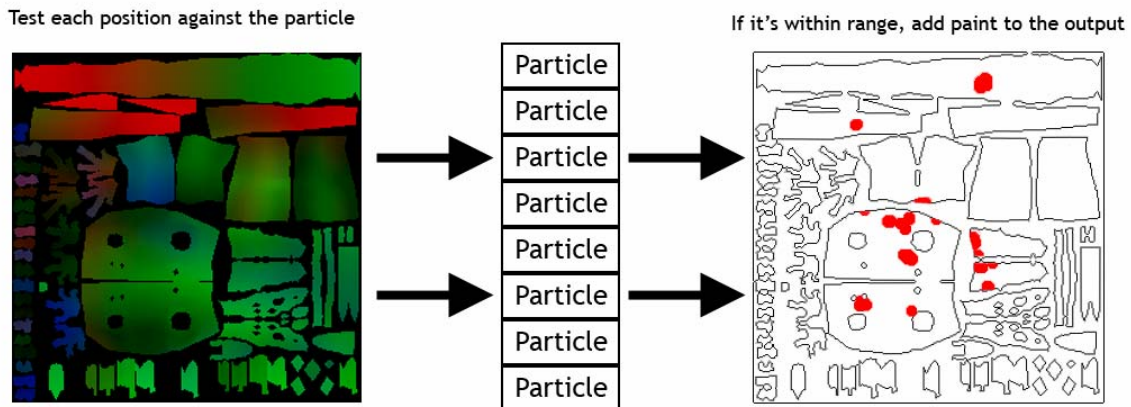 Test each position against the particle
If it's within range, add paint to the output
Particle
Particle
Particle
Particle
Particle
Particle
Particle
Particle